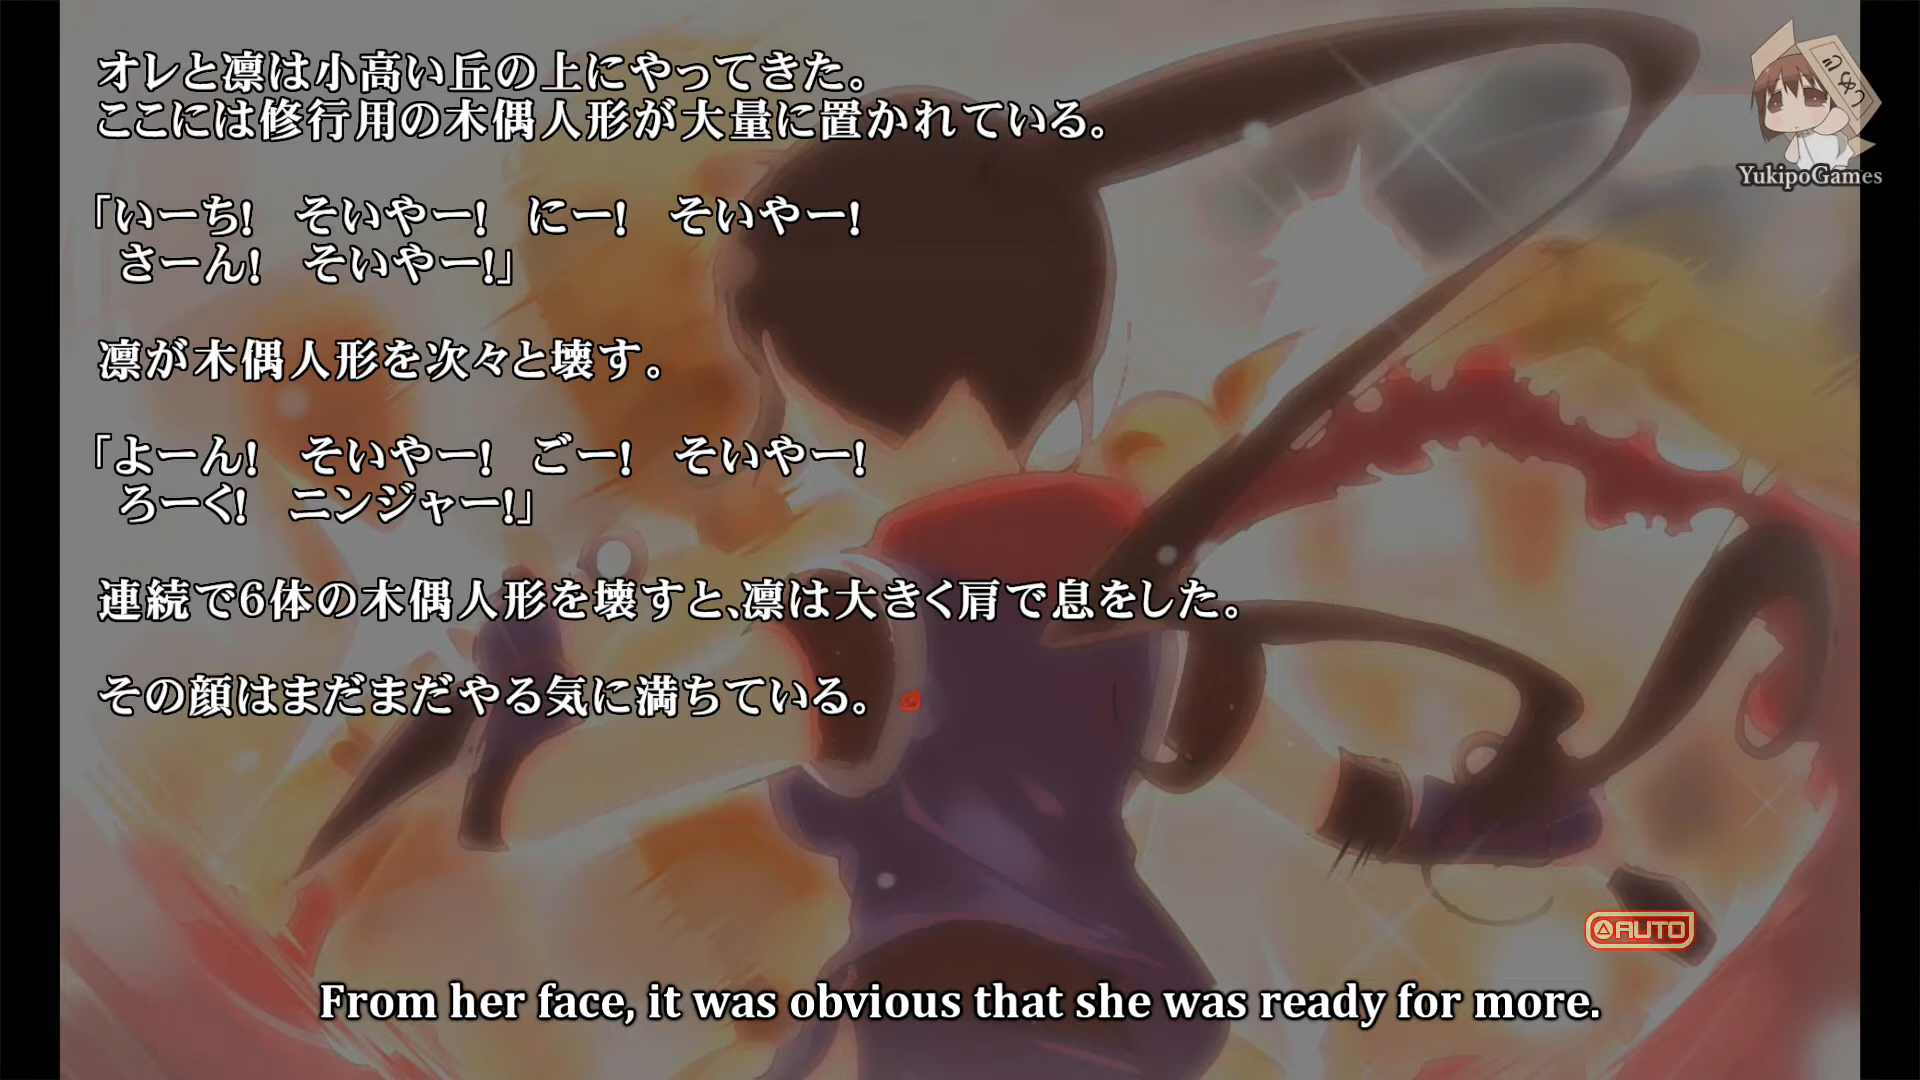 オレと凛は小高い丘の上にやってきた。
ここには修行用の木偶人形が大量に置かれている。
「いーち!　そいやー!　にー!　そいやー!
さーん!　そいやー!」
凛が木偶人形を次々と壊す。
「よーん!　そいやー!　ごー!　そいやー!
ろーく!　ニンジャー!」
連続で6体の木偶人形を壊すと、凛は大きく肩で息をした。
その顔はまだまだやる気に満ちている。
YukipoGames
AUTO
From her face, it was obvious that she was ready for more.